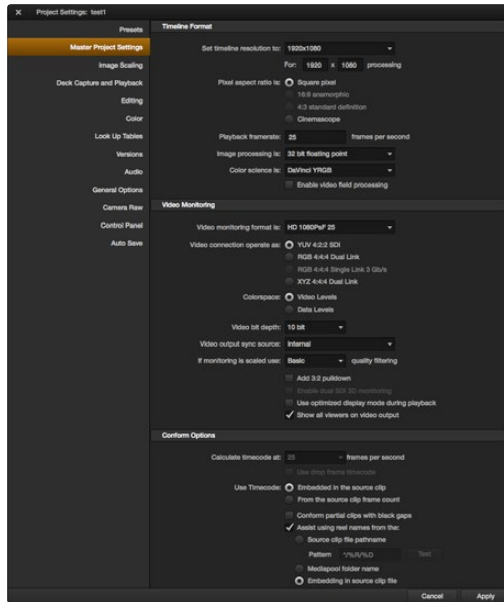 Project Settings: test1
Presets
Master Project Settings
Image Scaling
Deck Capture and Playback
Editing
Color
Look Up Tables
Versions
Audio
General Options
Camera Raw
Control Panel
Auto Save
Timeline Format
Set timeline resolution to: 1920x1080
For: 1920 x 1080 processing
Pixel aspect ratio is: Square pixel
16:9 anamorphic
4:3 standard definition
Cinemascope
Playback framerate: 25 frames per second
Image processing is: 32 bit floating point
Color science is: DaVinci YRGB
Enable video field processing
Video Monitoring
Video monitoring format is: HD 1080PsF 25
Video connection operate as: YUV 4:2:2 SDI
RGB 4:4:4 Dual Link
RGB 4:4:4 Single Link 3 Gb/s
XYZ 4:4:4 Dual Link
Colorspace: Video Levels
Data Levels
Video bit depth: 10 bit
Video output sync source: Internal
If monitoring is scaled use: Basic quality filtering
Add 3:2 pulldown
Enable dual SDI 3D monitoring
Use optimized display mode during playback
Show all viewers on video output
Conform Options
Calculate timecode at: 25 frames per second
Use drop frame timecode
Use Timecode: Embedded in the source clip
From the source clip frame count
Conform partial clips with black gaps
Assist using reel names from the:
Source clip file pathname
Pattern */%R/%D Test
Mediapool folder name
Embedding in source clip file
Cancel Apply